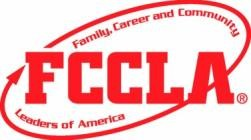 Family, Career and Community
FCCLA®
Leaders of America